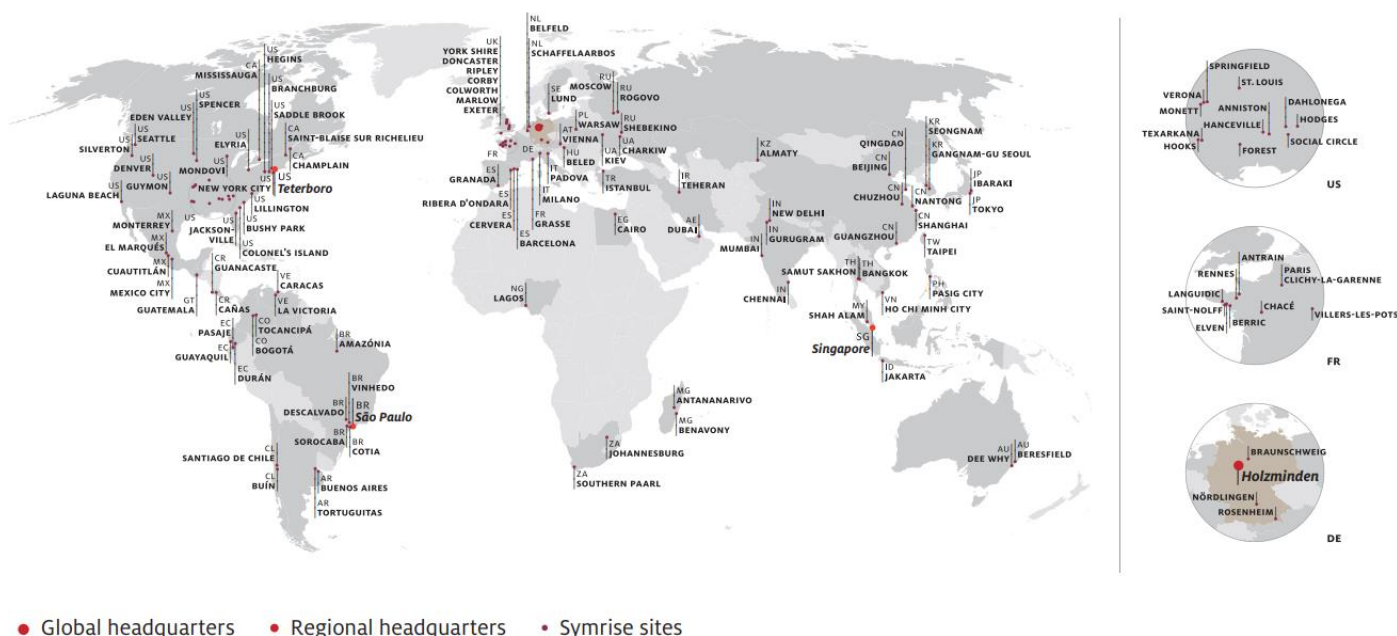 NL
BELFELD
NL
SCHAFFELAARBOS
UK
YORK SHIRE
DONCASTER
RIPLEY
CORBY
COLWORTH
MARLOW
EXETER
US
HEGINS
CA
MISSISSAUGA
US
BRANCHBURG
US
SPENCER
US
EDEN VALLEY
US
SADDLE BROOK
US
SEATTLE
US
SILVERTON
US
ELYRIA
CA
SAINT-BLAISE SUR RICHELIEU
CA
CHAMPLAIN
US
DENVER
US
MONDOVI
US
GUYMON
NEW YORK CITY
US
Teterboro
US
LAGUNA BEACH
US
LILLINGTON
US
BUSHY PARK
US
JACKSON-
VILLE
US
COLONEL'S ISLAND
MX
MONTERREY
MX
EL MARQUÉS
MX
CUAUTITLÁN
MX
MEXICO CITY
CR
GUANACASTE
GT
GUATEMALA
CR
CAÑAS
VE
CARACAS
VE
LA VICTORIA
CO
TOCANCIPÁ
CO
BOGOTÁ
EC
PASAJE
EC
GUAYAQUIL
EC
DURÁN
BR
AMAZÓNIA
BR
VINHEDO
BR
DESCALVADO
BR
São Paulo
BR
SOROCABA
BR
COTIA
CL
SANTIAGO DE CHILE
CL
BUÍN
AR
BUENOS AIRES
AR
TORTUGUITAS
SE
LUND
RU
MOSCOW
RU
ROGOVO
PL
WARSAW
RU
SHEBEKINO
AT
VIENNA
UA
CHARKIW
UA
KIEV
HU
BELED
FR
DE
ES
GRANADA
IT
PADOVA
TR
ISTANBUL
ES
RIBERA D'ONDARA
IT
MILANO
ES
CERVERA
FR
GRASSE
ES
BARCELONA
EG
CAIRO
NG
LAGOS
KZ
ALMATY
IR
TEHERAN
AE
DUBAI
IN
NEW DELHI
IN
GURUGRAM
IN
MUMBAI
IN
CHENNAI
CN
QINGDAO
KR
SEONGNAM
KR
GANGNAM-GU SEOUL
CN
BEIJING
CN
CHUZHOU
CN
NANTONG
JP
IBARAKI
JP
TOKYO
CN
SHANGHAI
CN
GUANGZHOU
TW
TAIPEI
TH
SAMUT SAKHON
TH
BANGKOK
PH
PASIG CITY
VN
HO CHI MINH CITY
MY
SHAH ALAM
SG
Singapore
ID
JAKARTA
MG
ANTANANARIVO
MG
BENAVONY
ZA
JOHANNESBURG
ZA
SOUTHERN PAARL
AU
DEE WHY
AU
BERESFIELD
SPRINGFIELD
ST. LOUIS
VERONA
MONETT
ANNISTON
DAHLONEGA
HANCEVILLE
HODGES
TEXARKANA
HOOKS
SOCIAL CIRCLE
FOREST
US
ANTRAIN
RENNES
PARIS
CLICHY-LA-GARENNE
LANGUIDIC
SAINT-NOLFF
CHACÉ
ELVEN
BERRIC
VILLERS-LES-POTS
FR
BRAUNSCHWEIG
Holzminden
NÖRDLINGEN
ROSENHEIM
DE
Global headquarters
Regional headquarters
Symrise sites